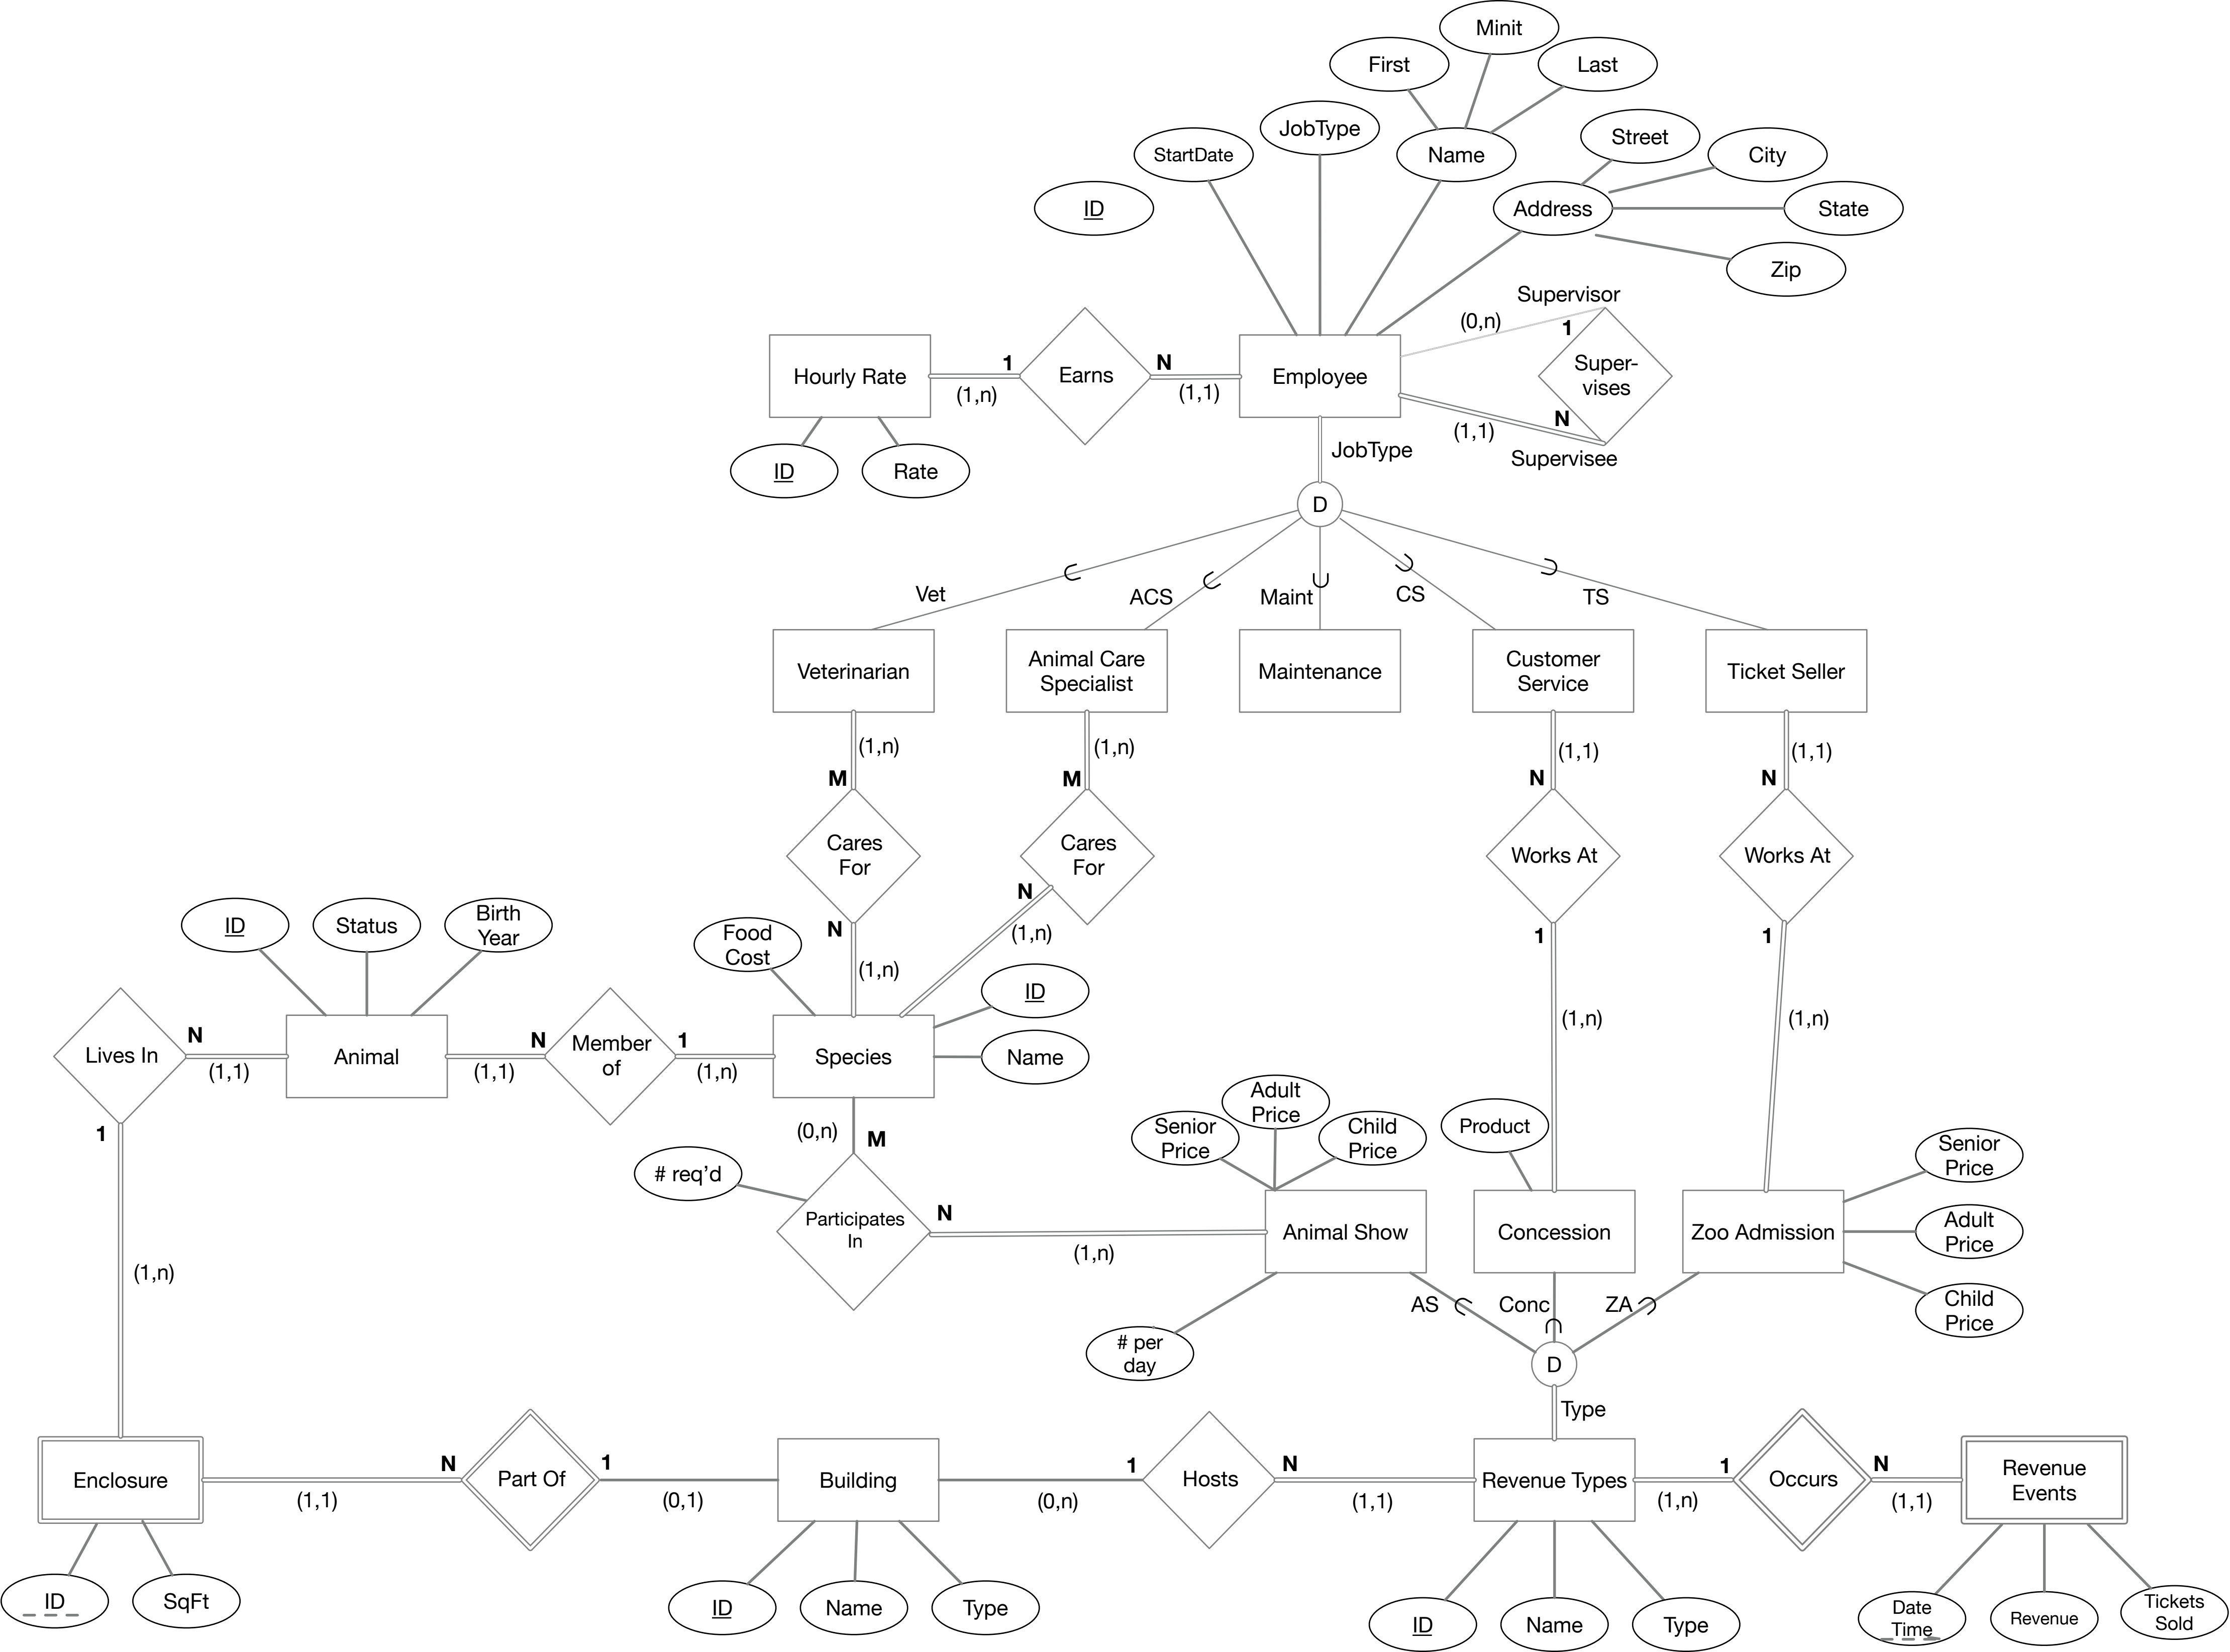 Minit
First
Last
JobType
Street
StartDate
Name
City
ID
Address
State
Zip
Supervisor
(0,n)
1
Hourly Rate
1
(1,n)
Earns
N
(1,1)
Employee
Super-
vises
N
(1,1)
Supervisee
ID
Rate
JobType
D
Vet
ACS
Maint
CS
TS
Veterinarian
Animal Care
Specialist
Maintenance
Customer
Service
Ticket Seller
(1,n)
(1,n)
(1,1)
(1,1)
M
M
N
N
Cares
For
Cares
For
Works At
Works At
N
N
1
1
(1,n)
(1,n)
(1,n)
(1,n)
ID
Status
Birth
Year
Food
Cost
ID
Name
Lives In
N
(1,1)
Animal
N
(1,1)
Member
of
1
(1,n)
Species
1
(1,n)
(0,n)
M
# req'd
Participates
In
N
(1,n)
Senior
Price
Adult
Price
Child
Price
Product
Senior
Price
Adult
Price
Child
Price
Animal Show
Concession
Zoo Admission
# per
day
AS
Conc
ZA
D
Type
Enclosure
N
(1,1)
Part Of
1
(0,1)
Building
1
(0,n)
Hosts
N
(1,1)
Revenue Types
1
(1,n)
Occurs
N
(1,1)
Revenue
Events
ID
SqFt
ID
Name
Type
ID
Name
Type
Date
Time
Revenue
Tickets
Sold